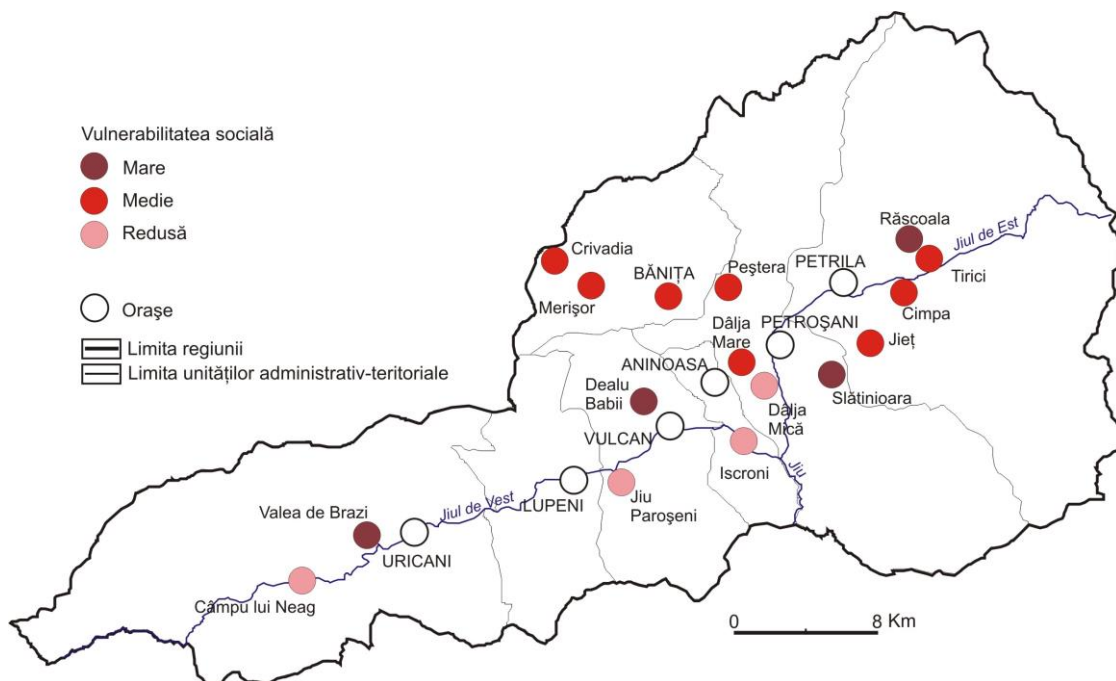 Vulnerabilitatea socială
Mare
Medie
Redusă
Orașe
Limita regiunii
Limita unităților administrativ-teritoriale
Răscoala
Jiul de Est
Crivadia
BĂNIȚA
Peștera
PETRILA
Tirici
Merișor
Cimpa
Dâlja
Mare
PETROȘANI
Jieț
ANINOASA
Dealu
Babii
Slătinioara
Dâlja
Mică
VULCAN
Iscroni
Jiu
LUPENI
Jiu
Paroșeni
Jiul de Vest
Valea de Brazi
URICANI
Câmpu lui Neag
0 8 Km